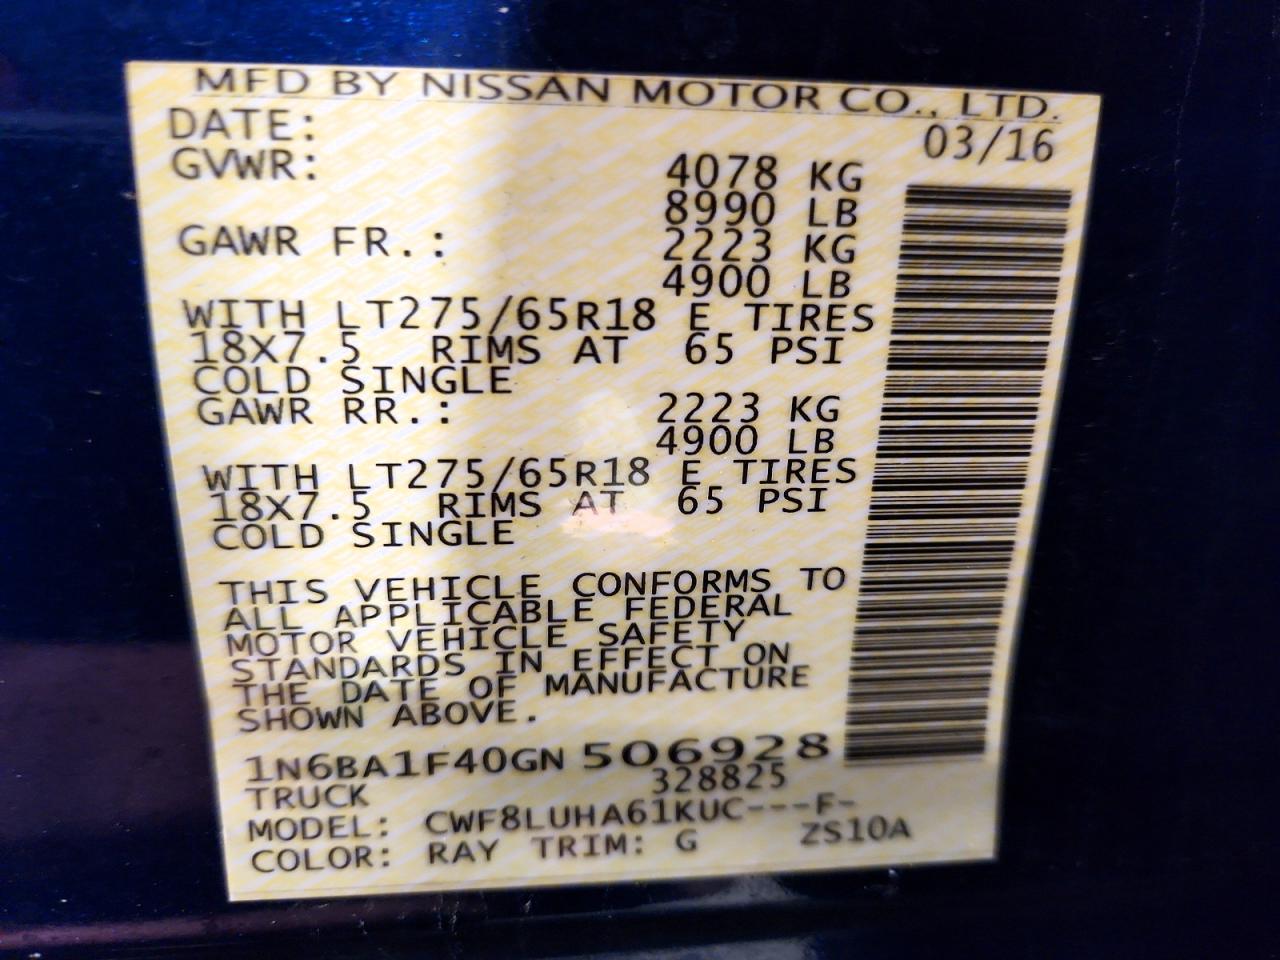 MFD BY NISSAN MOTOR CO., LTD.
DATE: 03/16
GVWR: 4078 KG
8990 LB
GAWR FR.: 2223 KG
4900 LB
WITH LT275/65R18 E TIRES
18X7.5 RIMS AT 65 PSI
COLD SINGLE
GAWR RR.: 2223 KG
4900 LB
WITH LT275/65R18 E TIRES
18X7.5 RIMS AT 65 PSI
COLD SINGLE
THIS VEHICLE CONFORMS TO
ALL APPLICABLE FEDERAL
MOTOR VEHICLE SAFETY
STANDARDS IN EFFECT ON
THE DATE OF MANUFACTURE
SHOWN ABOVE.
1N6BA1F40GN 506928
TRUCK 328825
MODEL: CWF8LUHA61KUC---F-
COLOR: RAY TRIM: G ZS10A